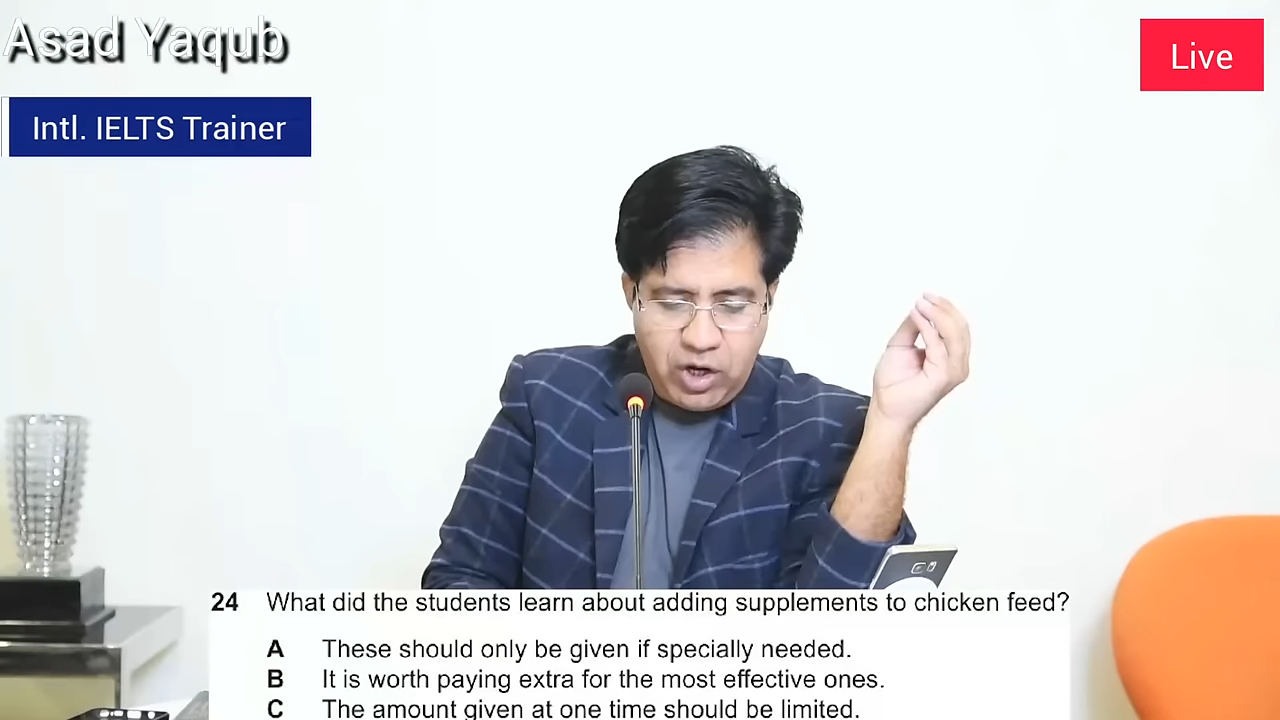 Asad Yaqub
Live
Intl. IELTS Trainer
24 What did the students learn about adding supplements to chicken feed?
A These should only be given if specially needed.
B It is worth paying extra for the most effective ones.
C The amount given at one time should be limited.